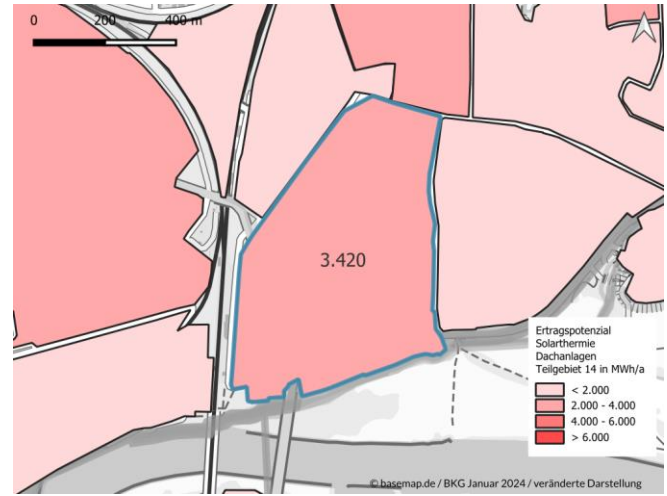 0 200 400 m
3.420
Ertragspotenzial
Solarthermie
Dachanlagen
Teilgebiet 14 in MWh/a
< 2.000
2.000 - 4.000
4.000 - 6.000
> 6.000
© basemap.de / BKG Januar 2024 / veränderte Darstellung